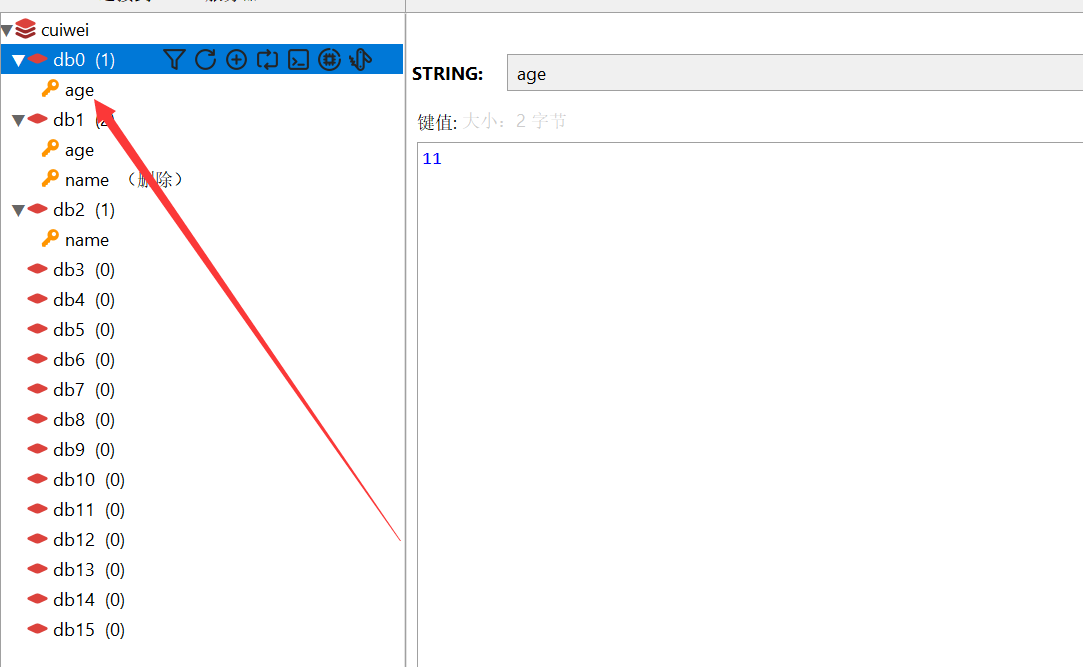 cuiwei
db0 (1)
age
db1 (2)
age
name （删除）
db2 (1)
name
db3 (0)
db4 (0)
db5 (0)
db6 (0)
db7 (0)
db8 (0)
db9 (0)
db10 (0)
db11 (0)
db12 (0)
db13 (0)
db14 (0)
db15 (0)
STRING: age
键值: 大小：2 字节
11